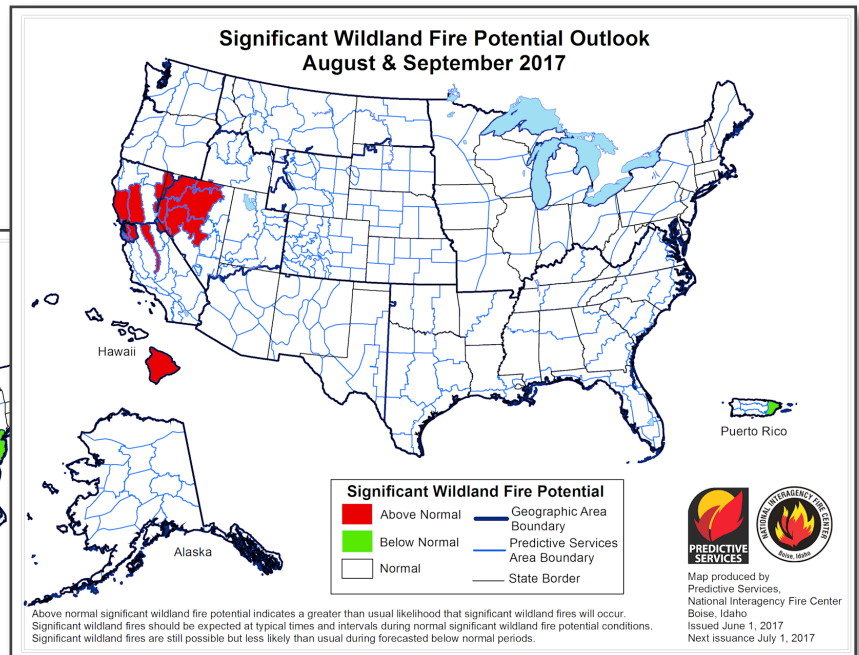 Significant Wildland Fire Potential Outlook
August & September 2017
Hawaii
Puerto Rico
Alaska
Significant Wildland Fire Potential
Above Normal
Below Normal
Normal
Geographic Area
Boundary
Predictive Services
Area Boundary
State Border
PREDICTIVE
SERVICES
NATIONAL INTERAGENCY FIRE CENTER
Boise, Idaho
Map produced by
Predictive Services,
National Interagency Fire Center
Boise, Idaho
Issued June 1, 2017
Next issuance July 1, 2017
Above normal significant wildland fire potential indicates a greater than usual likelihood that significant wildland fires will occur.
Significant wildland fires should be expected at typical times and intervals during normal significant wildland fire potential conditions.
Significant wildland fires are still possible but less likely than usual during forecasted below normal periods.